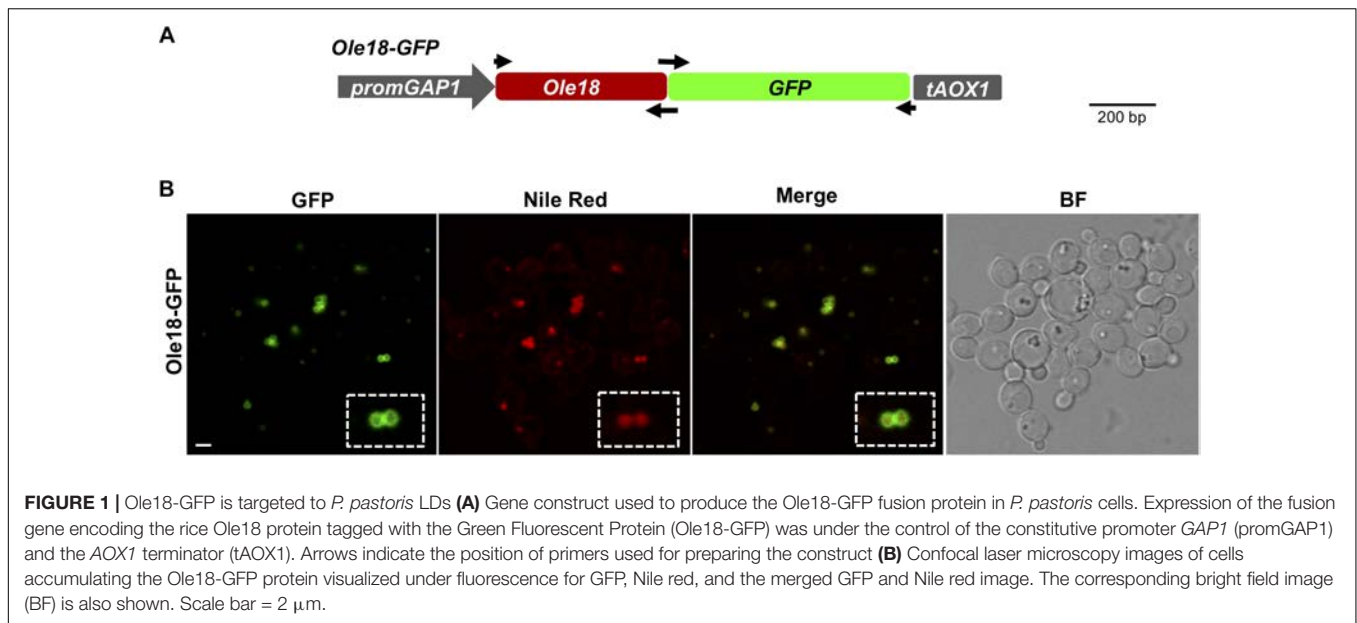 A
Ole18-GFP
promGAP1 Ole18 GFP tAOX1
200 bp
B
GFP Nile Red Merge BF
Ole18-GFP
FIGURE 1 | Ole18-GFP is targeted to P. pastoris LDs (A) Gene construct used to produce the Ole18-GFP fusion protein in P. pastoris cells. Expression of the fusion
gene encoding the rice Ole18 protein tagged with the Green Fluorescent Protein (Ole18-GFP) was under the control of the constitutive promoter GAP1 (promGAP1)
and the AOX1 terminator (tAOX1). Arrows indicate the position of primers used for preparing the construct (B) Confocal laser microscopy images of cells
accumulating the Ole18-GFP protein visualized under fluorescence for GFP, Nile red, and the merged GFP and Nile red image. The corresponding bright field image
(BF) is also shown. Scale bar = 2 μm.